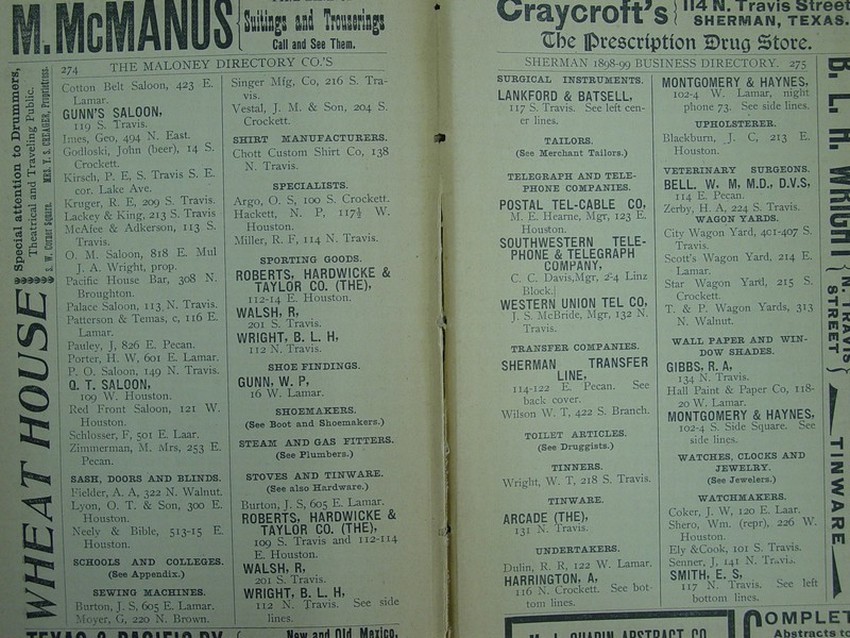 M. McMANUS
Suitings and Trouserings
Call and See Them.
274 THE MALONEY DIRECTORY CO.'S
Special attention to Drummers,
Theatrical and Traveling Public.
S. W. Corner Square. MRS. Y. S. CREAGER, Proprietress.
WHEAT HOUSE
Cotton Belt Saloon, 423 E.
Lamar.
GUNN'S SALOON,
119 S. Travis.
Imes, Geo, 494 N. East.
Godloski, John (beer), 14 S.
Crockett.
Kirsch, P. E, S. Travis S. E.
cor. Lake Ave.
Kruger, R. E, 209 S. Travis.
Lackey & King, 213 S. Travis
McAfee & Adkerson, 113 S.
Travis.
O. M. Saloon, 818 E. Mul
J. A. Wright, prop.
Pacific House Bar, 308 N.
Broughton.
Palace Saloon, 113 N. Travis.
Patterson & Temas, c, 116 E.
Lamar.
Pauley, J, 826 E. Pecan.
Porter, H. W, 601 E. Lamar.
P. O. Saloon, 149 N. Travis.
Q. T. SALOON,
109 W. Houston.
Red Front Saloon, 121 W.
Houston.
Schlosser, F, 501 E. Laar.
Zimmerman, M. Mrs, 253 E.
Pecan.
SASH, DOORS AND BLINDS.
Fielder, A. A, 322 N. Walnut.
Lyon, O. T. & Son, 300 E.
Houston.
Neely & Bible, 513-15 E.
Houston.
SCHOOLS AND COLLEGES.
(See Appendix.)
SEWING MACHINES.
Burton, J. S, 605 E. Lamar.
Moyer, G, 220 N. Brown.
Singer Mfg, Co, 216 S. Tra-
vis.
Vestal, J. M. & Son, 204 S.
Crockett.
SHIRT MANUFACTURERS.
Chott Custom Shirt Co, 138
N. Travis.
SPECIALISTS.
Argo, O. S, 100 S. Crockett.
Hackett, N. P, 117½ W.
Houston.
Miller, R. F, 114 N. Travis.
SPORTING GOODS.
ROBERTS, HARDWICKE &
TAYLOR CO. (THE),
112-14 E. Houston.
WALSH, R,
201 S. Travis.
WRIGHT, B. L. H,
112 N. Travis.
SHOE FINDINGS.
GUNN, W. P,
16 W. Lamar.
SHOEMAKERS.
(See Boot and Shoemakers.)
STEAM AND GAS FITTERS.
(See Plumbers.)
STOVES AND TINWARE.
(See also Hardware.)
Burton, J. S, 605 E. Lamar.
ROBERTS, HARDWICKE &
TAYLOR CO. (THE),
109 S. Travis and 112-114
E. Houston.
WALSH, R,
201 S. Travis.
WRIGHT, B. L. H,
112 N. Travis. See side
lines.
TEXAS & PACIFIC RY
New and Old Mexico,
Craycroft's
114 N. Travis Street
SHERMAN, TEXAS.
The Prescription Drug Store.
SHERMAN 1898-99 BUSINESS DIRECTORY. 275
SURGICAL INSTRUMENTS.
LANKFORD & BATSELL,
117 S. Travis. See left cen-
er lines.
TAILORS.
(See Merchant Tailors.)
TELEGRAPH AND TELE-
PHONE COMPANIES.
POSTAL TEL-CABLE CO,
M. E. Hearne, Mgr, 123 E.
Houston.
SOUTHWESTERN TELE-
PHONE & TELEGRAPH
COMPANY,
C. C. Davis,Mgr, Linz
Block.
WESTERN UNION TEL CO,
J. S. McBride, Mgr, 132 N.
Travis.
TRANSFER COMPANIES.
SHERMAN TRANSFER
LINE,
114-122 E. Pecan. See
back cover.
Wilson W. T, 422 S. Branch.
TOILET ARTICLES.
(See Druggists.)
TINNERS.
Wright, W. T, 218 S. Travis.
TINWARE.
ARCADE (THE),
131 N. Travis.
UNDERTAKERS.
Dulin, R. R, 122 W. Lamar.
HARRINGTON, A,
116 N. Crockett. See bot-
tom lines.
MONTGOMERY & HAYNES,
102-4 W. Lamar, night
phone 73. See side lines.
UPHOLSTERER.
Blackburn, J. C, 213 E.
Houston.
VETERINARY SURGEONS.
BELL. W. M, M.D., D.V.S,
114 E. Pecan.
Zerby, H. A, 224 S. Travis.
WAGON YARDS.
City Wagon Yard, 401-407 S.
Travis.
Scott's Wagon Yard, 214 E.
Lamar.
Star Wagon Yard, 215 S.
Crockett.
T. & P. Wagon Yards, 313
N. Walnut.
WALL PAPER AND WIN-
DOW SHADES.
GIBBS, R. A,
134 N. Travis.
Hall Paint & Paper Co, 118-
20 W. Lamar.
MONTGOMERY & HAYNES,
102-4 S. Side Square. See
side lines.
WATCHES, CLOCKS AND
JEWELRY.
(See Jewelers.)
WATCHMAKERS.
Coker, J. W, 120 E. Laar.
Shero, Wm. (repr), 226 W.
Houston.
Ely &Cook, 101 S. Travis.
Senner, J, 141 N. Travis.
SMITH, E. S,
117 N. Travis. See left
bottom lines.
B. L. H. WRIGHT
N. TRAVIS
STREET
TINWARE
ABSTRACT CO.
COMPLET
Abstracts to